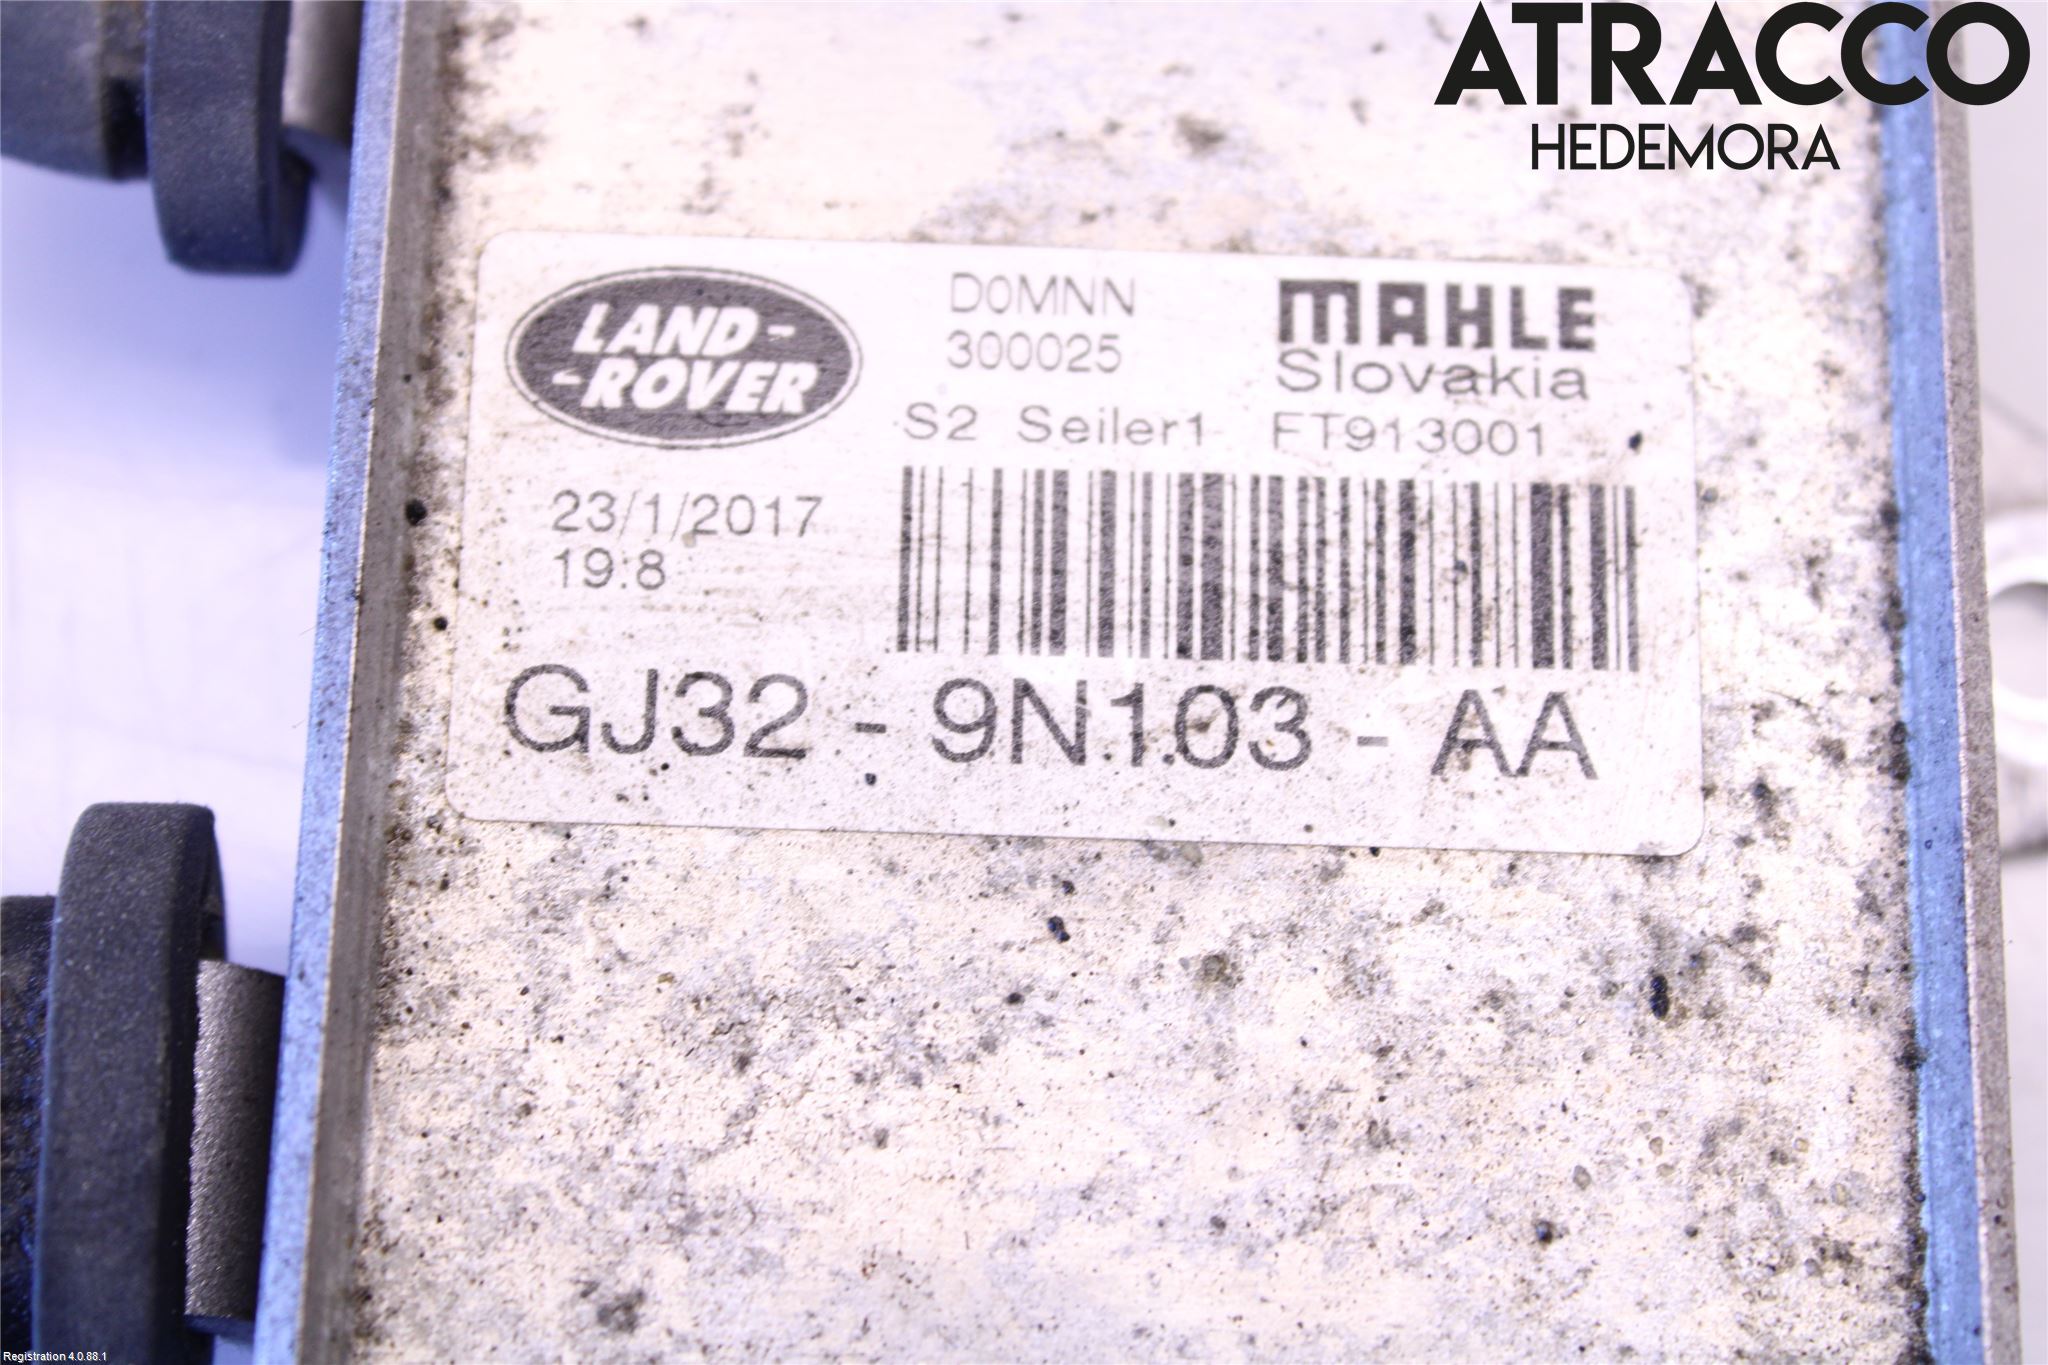 ATRACCO
HEDEMORA
LAND-
-ROVER
D0MNN
300025
MAHLE
Slovakia
S2 Seiler1 FT913001
23/1/2017
19:8
GJ32 - 9N103 - AA
Registration 4.0.88.1